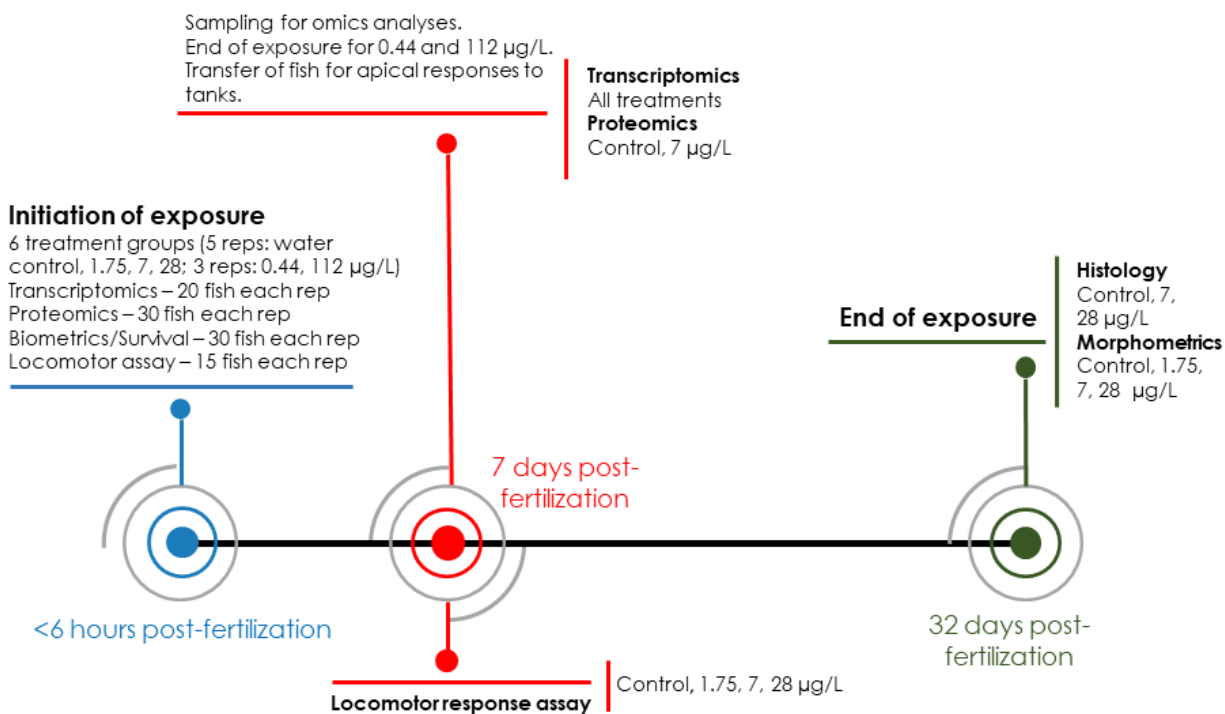 Sampling for omics analyses.
End of exposure for 0.44 and 112 µg/L.
Transfer of fish for apical responses to
tanks.
Transcriptomics
All treatments
Proteomics
Control, 7 µg/L
Initiation of exposure
6 treatment groups (5 reps: water
control, 1.75, 7, 28; 3 reps: 0.44, 112 µg/L)
Transcriptomics – 20 fish each rep
Proteomics – 30 fish each rep
Biometrics/Survival – 30 fish each rep
Locomotor assay – 15 fish each rep
End of exposure
Histology
Control, 7,
28 µg/L
Morphometrics
Control, 1.75,
7, 28 µg/L
7 days post-
fertilization
<6 hours post-fertilization
32 days post-
fertilization
Locomotor response assay
Control, 1.75, 7, 28 µg/L